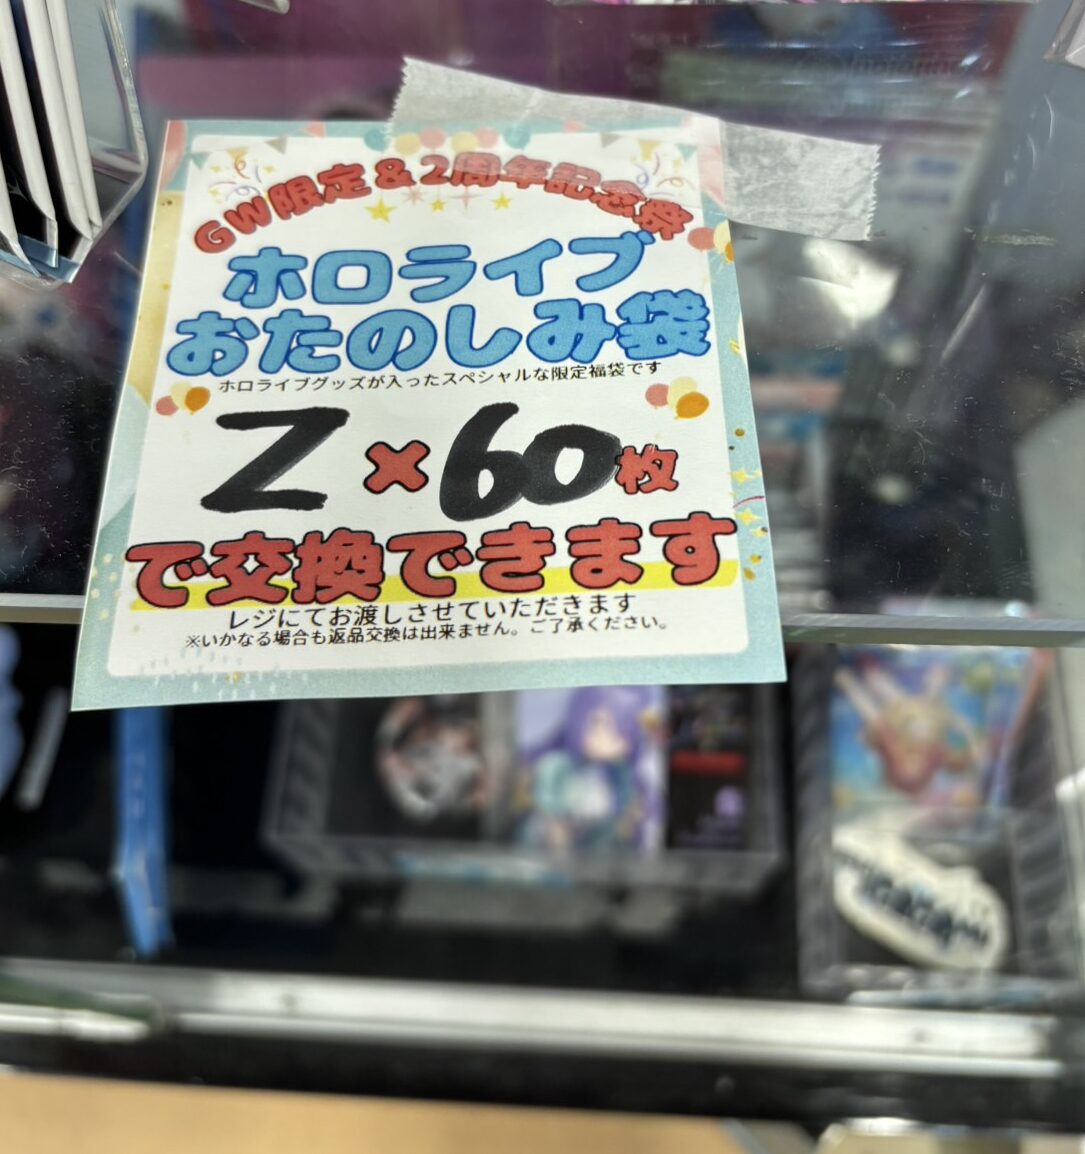 GW限定&2周年記念祭
ホロライブ
おたのしみ袋
ホロライブグッズが入ったスペシャルな限定福袋です
Z×60枚
で交換できます
レジにてお渡しさせていただきます
※いかなる場合も返品交換は出来ません。ご了承ください。